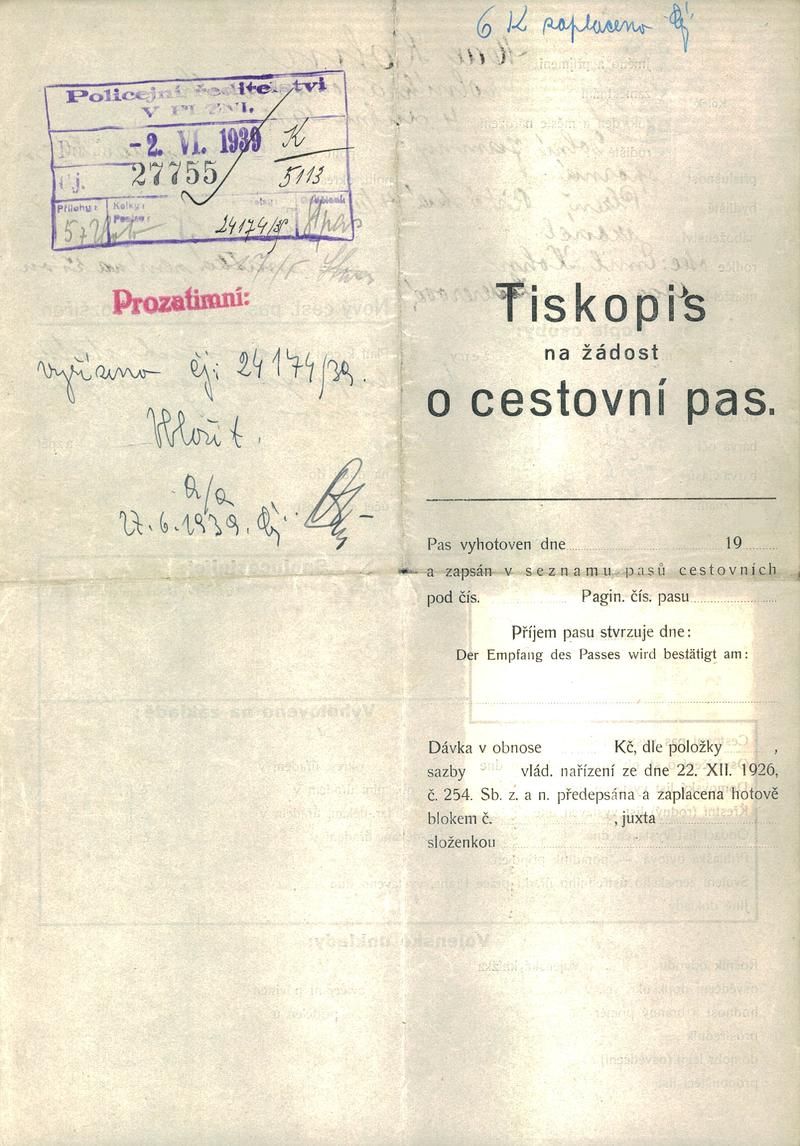 6 K zaplaceno
Policejní ředitelství
V PLZNI.
-2. VI. 1939
K
5113
Čj. 27755
Přílohy:
Kolky:
24174/39
Prozatimní:
vyřízeno čj: 24174/39.
Vložit.
a/a
27.6.1939.
Tiskopis
na žádost
o cestovní pas.
Pas vyhotoven dne 19
a zapsán v seznamu pasů cestovních
pod čís. Pagin. čís. pasu
Příjem pasu stvrzuje dne:
Der Empfang des Passes wird bestätigt am:
Dávka v obnose Kč, dle položky ,
sazby vlád. nařízení ze dne 22. XII. 1926,
č. 254. Sb. z. a n. předepsána a zaplacena hotově
blokem č. , juxta
složenkou